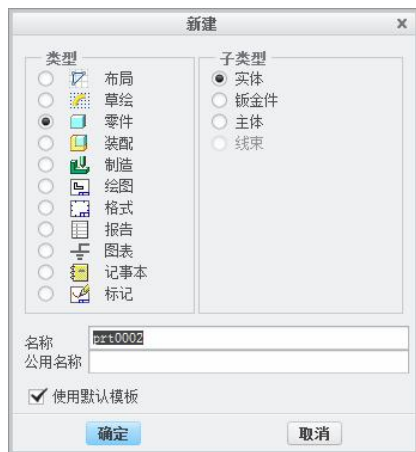 新建
类型
布局
草绘
零件
装配
制造
绘图
格式
报告
图表
记事本
标记
子类型
实体
钣金件
主体
线束
名称 prt0002
公用名称
使用默认模板
确定 取消